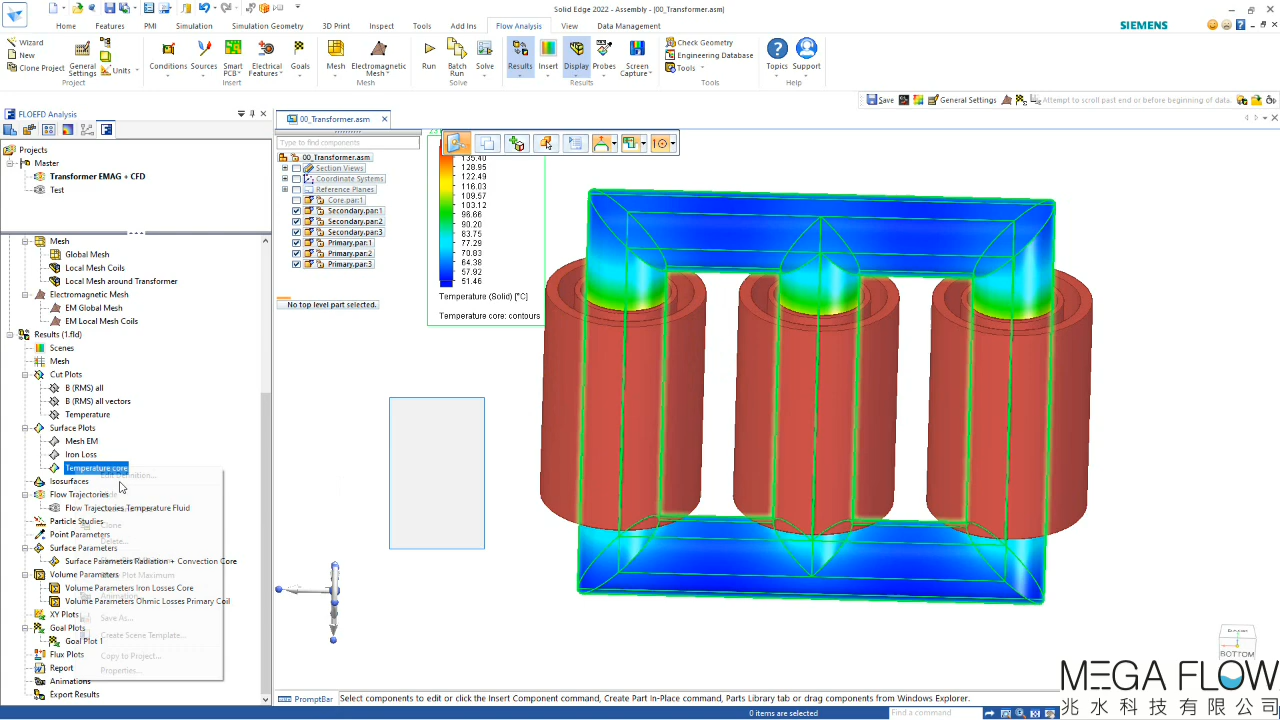 Solid Edge 2022 - Assembly - [00_Transformer.asm]
Home Features PMI Simulation Simulation Geometry 3D Print Inspect Tools Add Ins Flow Analysis View Data Management
SIEMENS
Wizard
New
Clone Project
General Settings
Units
Project
Conditions
Sources
Smart PCB
Electrical Features
Goals
Insert
Mesh
Electromagnetic Mesh
Mesh
Run
Batch Run
Solve
Solve
Results
Insert
Display
Probes
Screen Capture
Results
Check Geometry
Engineering Database
Tools
Tools
Topics
Support
Help
Save
General Settings
Attempt to scroll past end or before beginning of data.
FLOEFD Analysis
00_Transformer.asm
Type to find components
Projects
Master
Transformer EMAG + CFD
Test
00_Transformer.asm
Section Views
Coordinate Systems
Reference Planes
Core.par:1
Secondary.par:1
Secondary.par:2
Secondary.par:3
Primary.par:1
Primary.par:2
Primary.par:3
No top level part selected.
135.40
128.95
122.49
116.03
109.57
103.12
96.66
90.20
83.75
77.29
70.83
64.38
57.92
51.46
Temperature (Solid) [°C]
Temperature core: contours
Mesh
Global Mesh
Local Mesh Coils
Local Mesh around Transformer
Electromagnetic Mesh
EM Global Mesh
EM Local Mesh Coils
Results (1.fld)
Scenes
Mesh
Cut Plots
B (RMS) all
B (RMS) all vectors
Temperature
Surface Plots
Mesh EM
Iron Loss
Temperature core
Edit Definition...
Isosurfaces
Flow Trajectories
Flow Trajectories Temperature Fluid
Particle Studies
Clone
Point Parameters
Delete...
Surface Parameters
Surface Parameters Radiation + Convection Core
Volume Parameters
Plot Maximum
Volume Parameters Iron Losses Core
Volume Parameters Ohmic Losses Primary Coil
XY Plots
Save As...
Goal Plots
Create Scene Template...
Goal Plot 1
Flux Plots
Copy to Project...
Report
Properties...
Animations
Export Results
BOTTOM
PromptBar
Select components to edit or click the Insert Component command, Create Part In-Place command, Parts Library tab or drag components from Windows Explorer.
0 items are selected
Find a command
MEGA FLOW
兆水科技有限公司